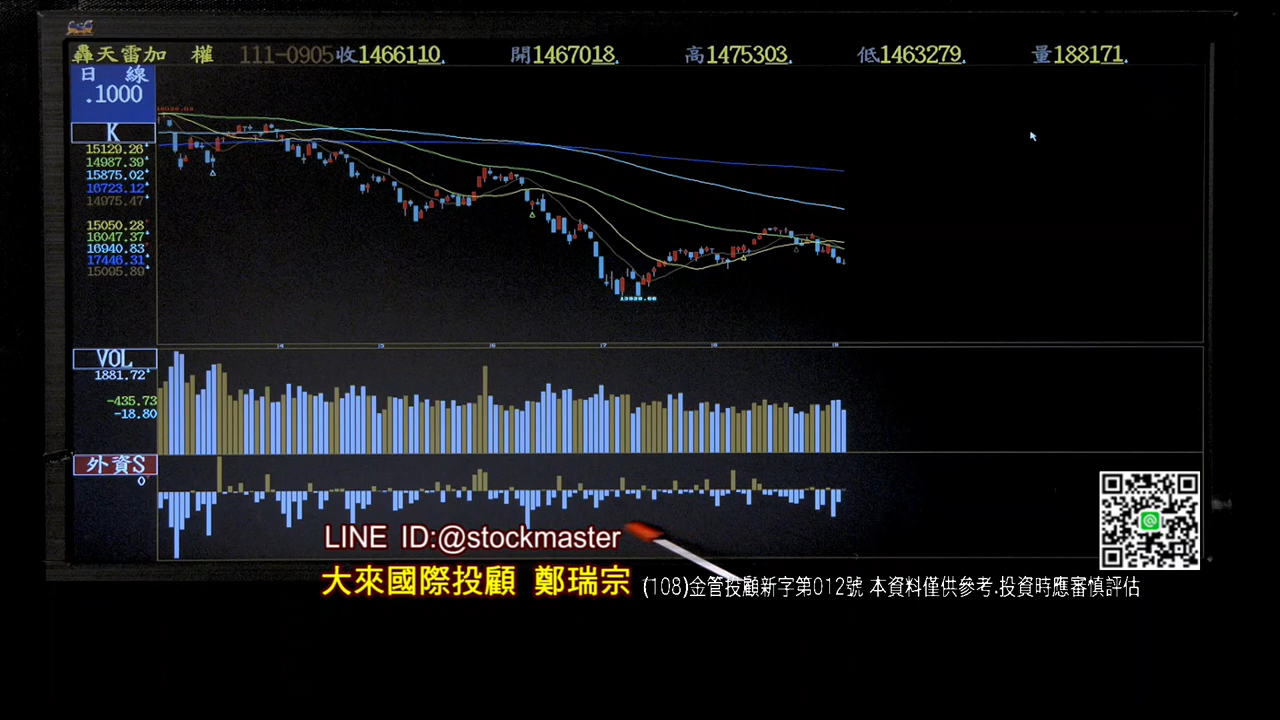 轟天雷加 權 111-0905收1466110. 開1467018. 高1475303. 低1463279. 量188171.
日 線
.1000
K
15129.26
14987.39
15875.02
16723.12
14975.47
15050.28
16047.37
16940.83
17446.31
15095.89
VOL
1881.72
-435.73
-18.80
外資S
0
LINE ID:@stockmaster
大來國際投顧 鄭瑞宗 (108)金管投顧新字第012號 本資料僅供參考.投資時應審慎評估